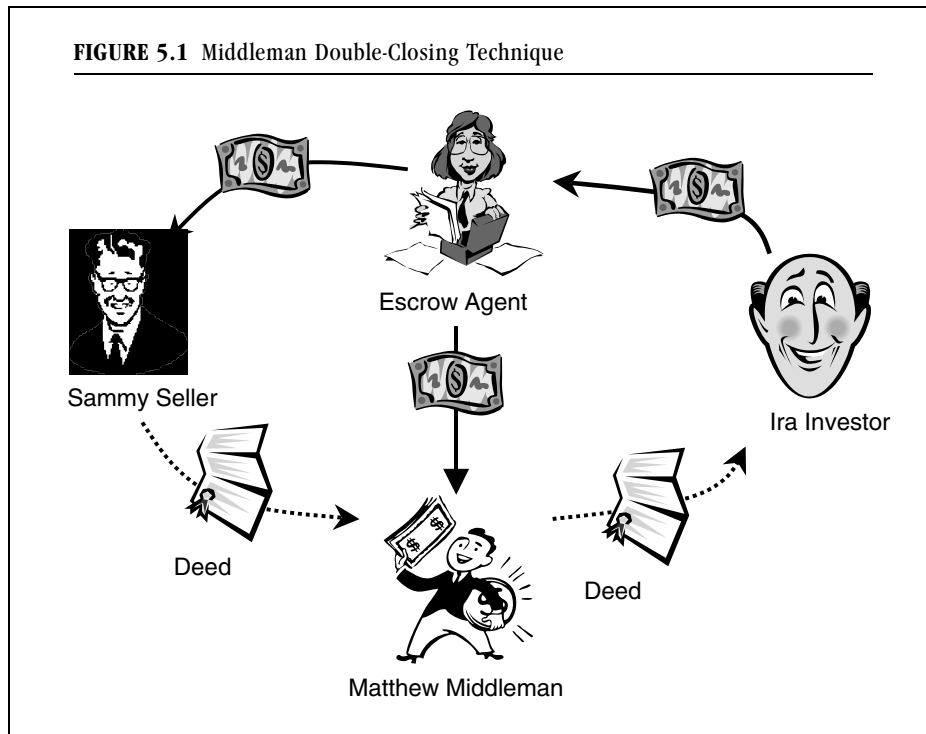 FIGURE 5.1 Middleman Double-Closing Technique
Escrow Agent
Sammy Seller
Ira Investor
Deed
Deed
Matthew Middleman